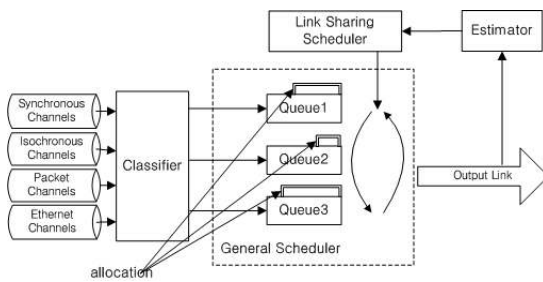 Link Sharing
Scheduler
Estimator
Synchronous
Channels
Isochronous
Channels
Packet
Channels
Ethernet
Channels
Classifier
Queue1
Queue2
Queue3
General Scheduler
Output Link
allocation